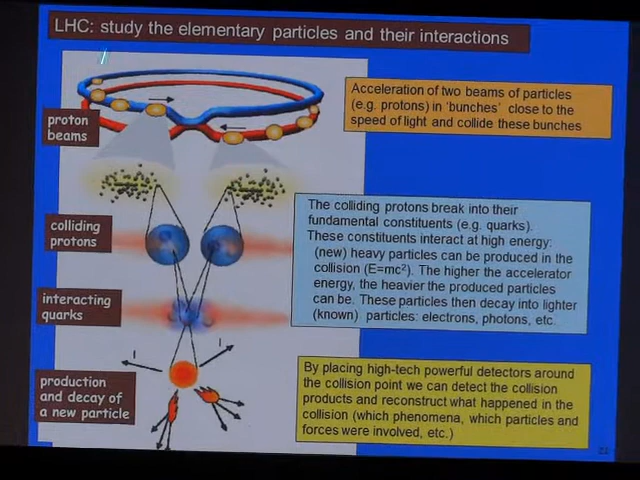 LHC: study the elementary particles and their interactions
Acceleration of two beams of particles
(e.g. protons) in 'bunches' close to the
speed of light and collide these bunches
proton
beams
The colliding protons break into their
fundamental constituents (e.g. quarks).
These constituents interact at high energy:
(new) heavy particles can be produced in the
collision (E=mc²). The higher the accelerator
energy, the heavier the produced particles
can be. These particles then decay into lighter
(known) particles: electrons, photons, etc.
colliding
protons
interacting
quarks
production
and decay of
a new particle
By placing high-tech powerful detectors around
the collision point we can detect the collision
products and reconstruct what happened in the
collision (which phenomena, which particles and
forces were involved, etc.)